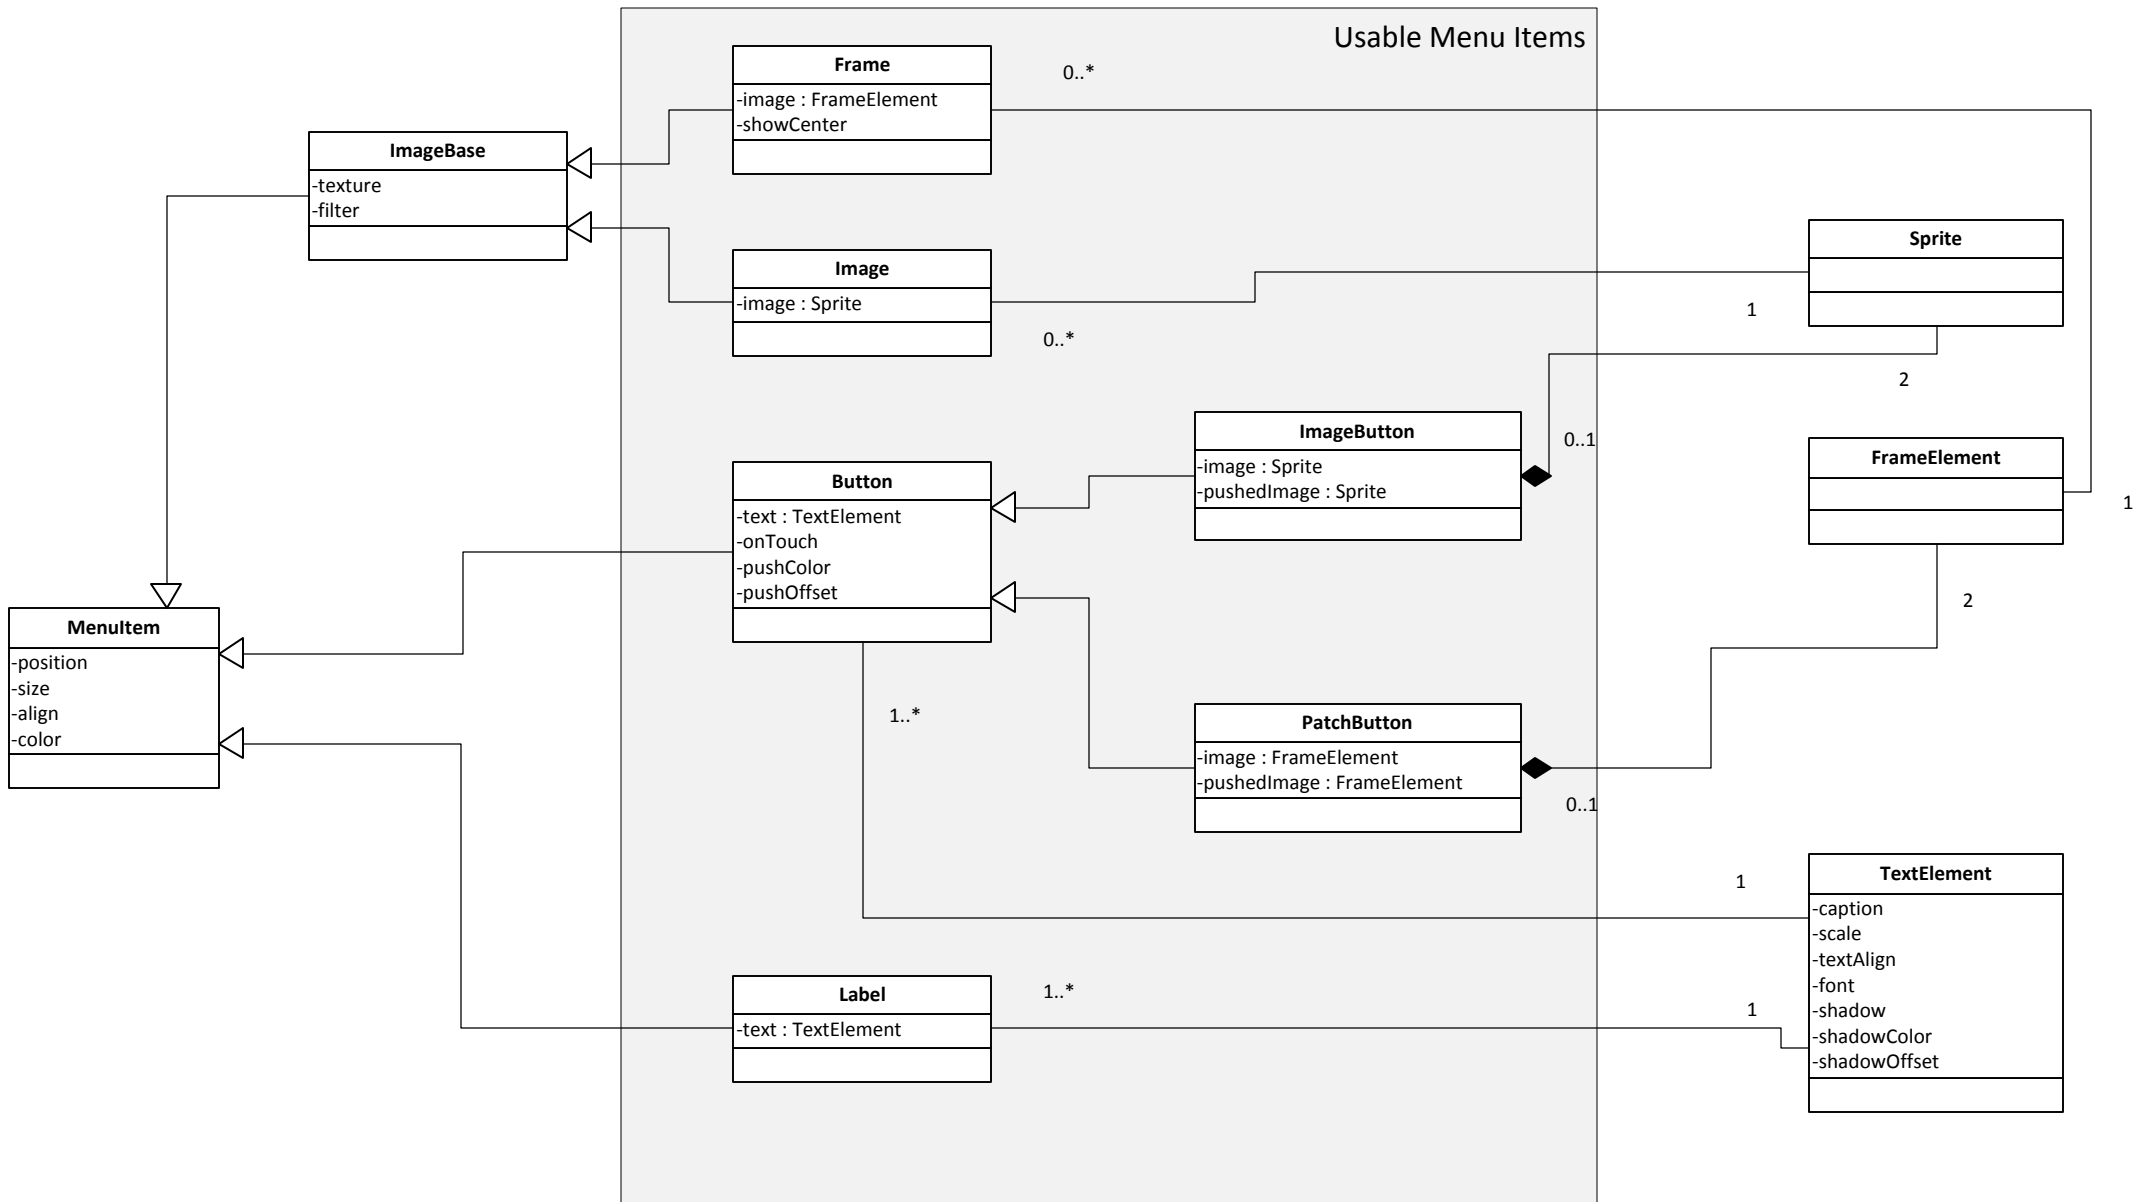 Usable Menu Items
Frame
-image : FrameElement
-showCenter
0..*
ImageBase
-texture
-filter
Image
-image : Sprite
0..*
Sprite
1
2
ImageButton
-image : Sprite
-pushedImage : Sprite
0..1
FrameElement
1
2
Button
-text : TextElement
-onTouch
-pushColor
-pushOffset
1..*
MenuItem
-position
-size
-align
-color
PatchButton
-image : FrameElement
-pushedImage : FrameElement
0..1
TextElement
-caption
-scale
-textAlign
-font
-shadow
-shadowColor
-shadowOffset
1
1
Label
-text : TextElement
1..*